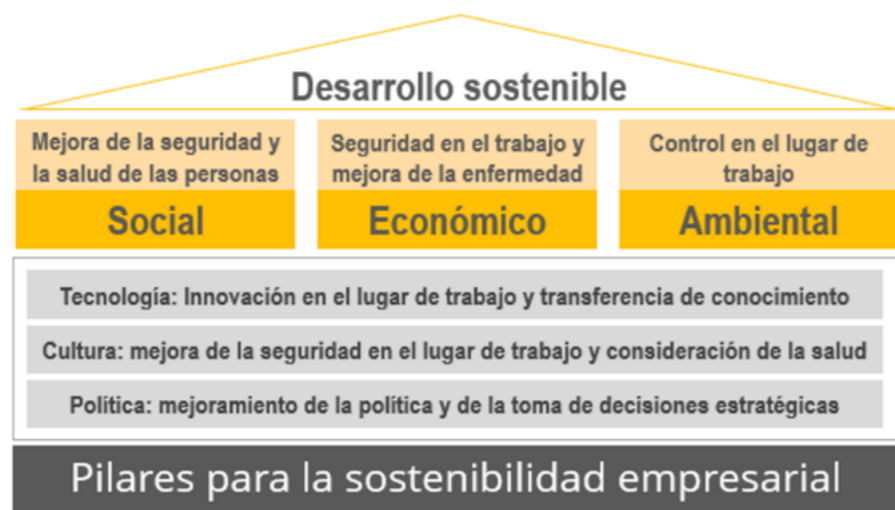 Desarrollo sostenible
Mejora de la seguridad y
la salud de las personas
Social
Seguridad en el trabajo y
mejora de la enfermedad
Económico
Control en el lugar de
trabajo
Ambiental
Tecnología: Innovación en el lugar de trabajo y transferencia de conocimiento
Cultura: mejora de la seguridad en el lugar de trabajo y consideración de la salud
Política: mejoramiento de la política y de la toma de decisiones estratégicas
Pilares para la sostenibilidad empresarial